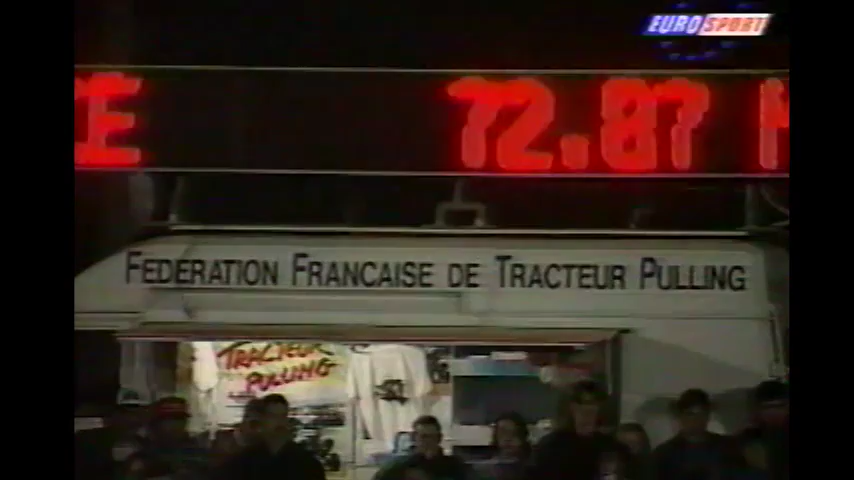 EUROSPORT
E 72.87 M
FEDERATION FRANCAISE DE TRACTEUR PULLING
TRACTEUR
PULLING